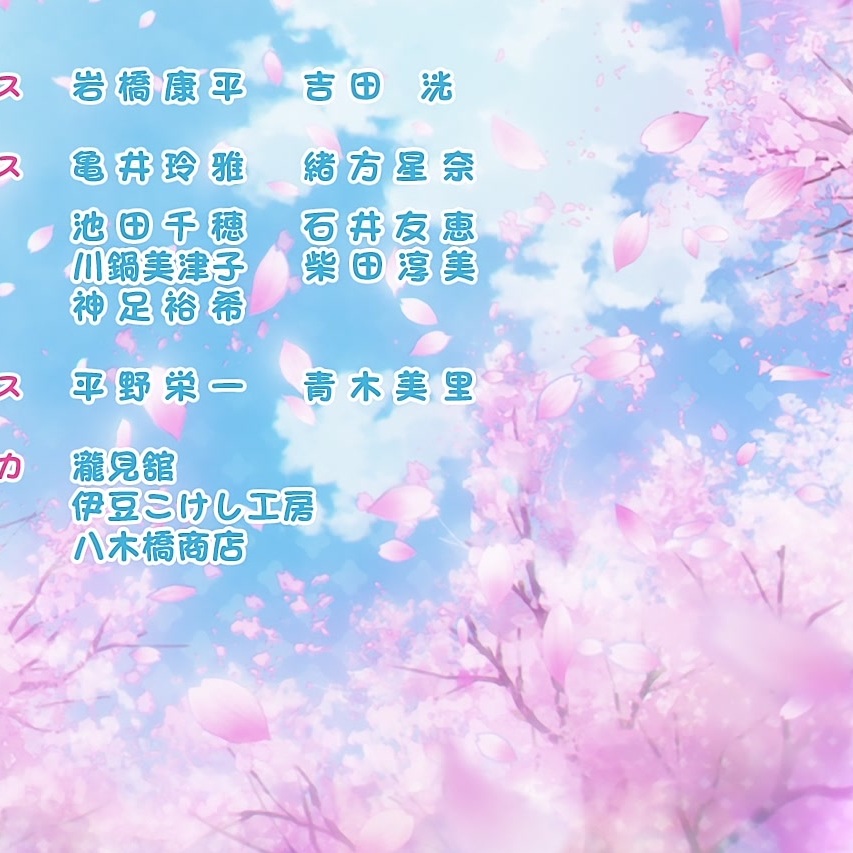 ス 岩橋康平 吉田 洸
ス 亀井玲雅 緒方星奈
池田千穂 石井友恵
川鍋美津子 柴田淳美
神足裕希
ス 平野栄一 青木美里
力 瀧見舘
伊豆こけし工房
八木橋商店